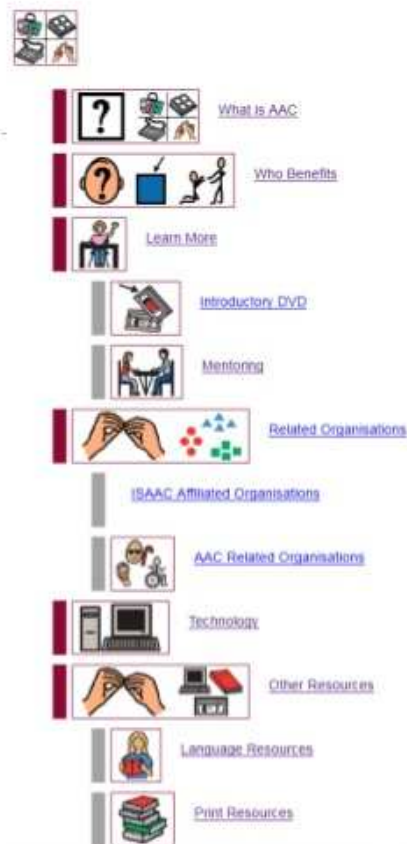 What is AAC
Who Benefits
Learn More
Introductory DVD
Mentoring
Related Organisations
ISAAC Affiliated Organisations
AAC Related Organisations
Technology
Other Resources
Language Resources
Print Resources